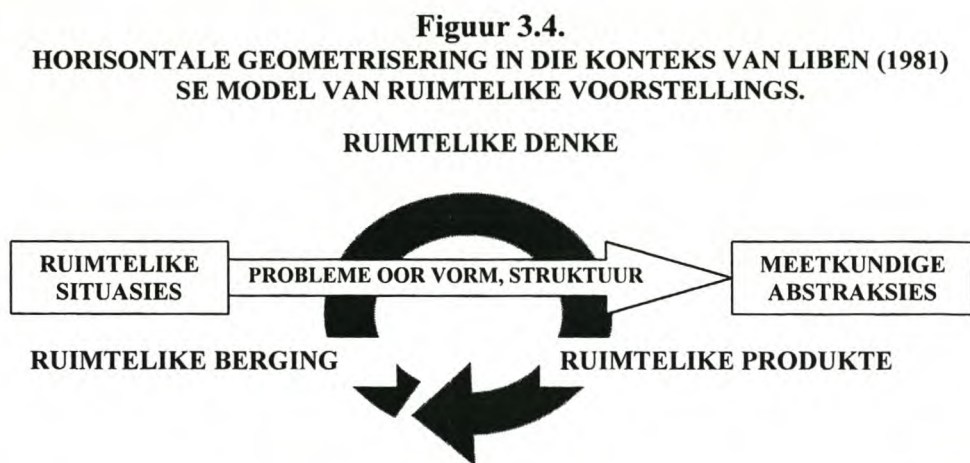 Figuur 3.4.
HORISONTALE GEOMETRISERING IN DIE KONTEKS VAN LIBEN (1981)
SE MODEL VAN RUIMTELIKE VOORSTELLINGS.
RUIMTELIKE DENKE
RUIMTELIKE
SITUASIES
PROBLEME OOR VORM, STRUKTUUR
MEETKUNDIGE
ABSTRAKSIES
RUIMTELIKE BERGING
RUIMTELIKE PRODUKTE